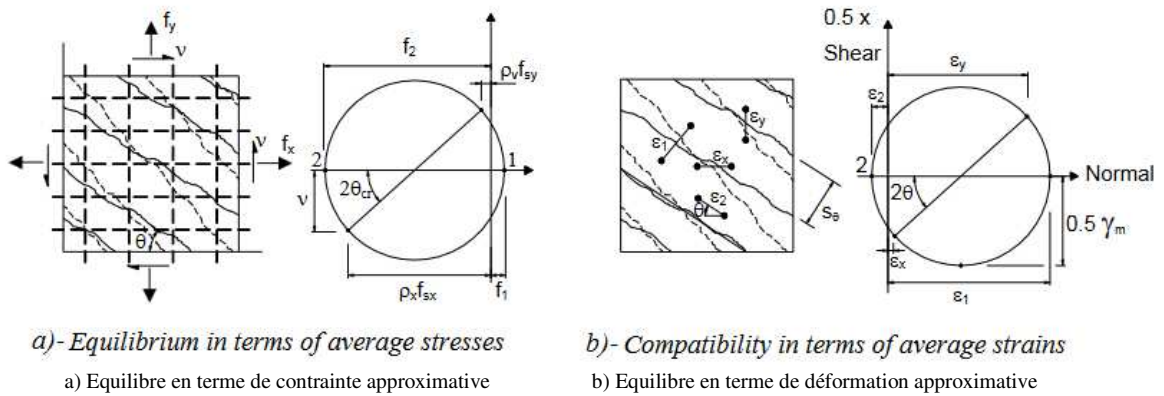 f_y
ν
f_x
ν
θ
f_2
ρ_v f_sy
2
1
2θ_cr
ν
ρ_x f_sx
f_1
ε_y
ε_1
ε_x
ε_2
θ
s_θ
0.5 x
Shear
ε_y
ε_2
2
Normal
2θ
0.5 γ_m
ε_x
ε_1
a)- Equilibrium in terms of average stresses
b)- Compatibility in terms of average strains
a) Equilibre en terme de contrainte approximative
b) Equilibre en terme de déformation approximative